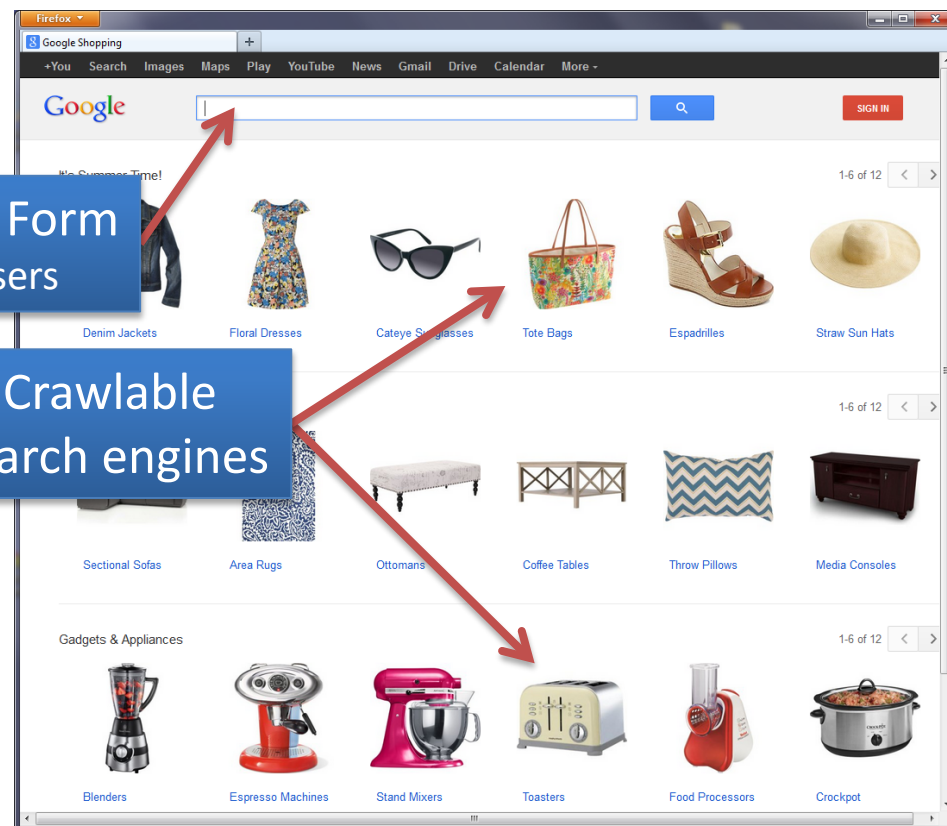 Firefox
Google Shopping
+You Search Images Maps Play YouTube News Gmail Drive Calendar More
Google
SIGN IN
It's Summer Time!
1-6 of 12
Form
sers
Denim Jackets Floral Dresses Cateye Sunglasses Tote Bags Espadrilles Straw Sun Hats
Crawlable
arch engines
1-6 of 12
Sectional Sofas Area Rugs Ottomans Coffee Tables Throw Pillows Media Consoles
Gadgets & Appliances
1-6 of 12
Blenders Espresso Machines Stand Mixers Toasters Food Processors Crockpot